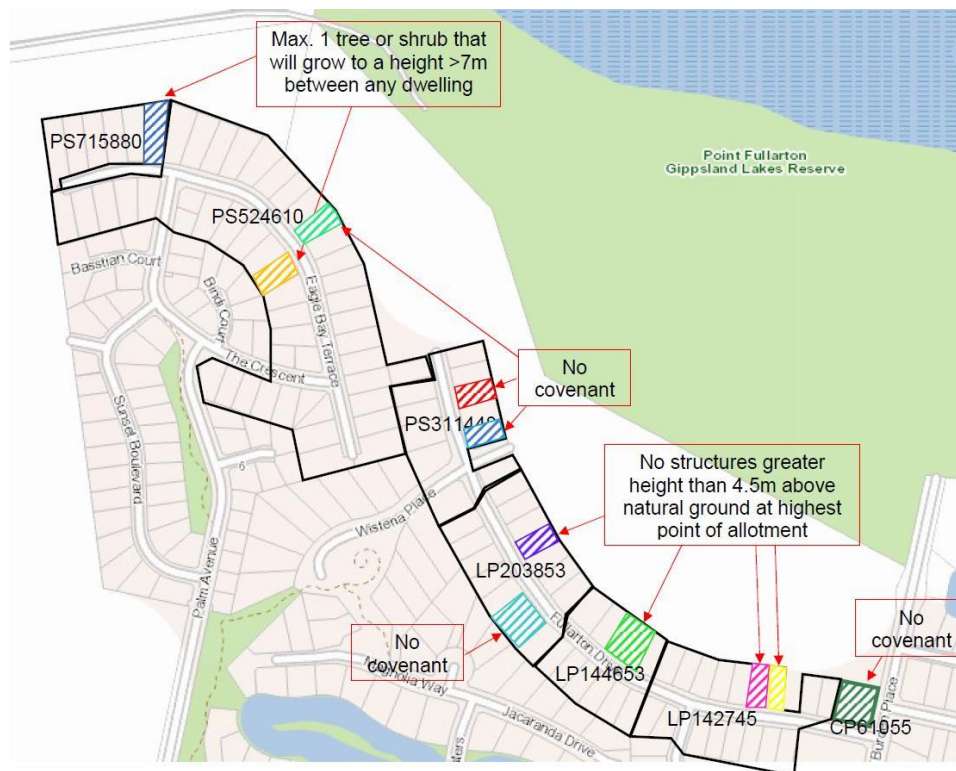 Max. 1 tree or shrub that
will grow to a height >7m
between any dwelling
PS715880
Point Fullarton
Gippsland Lakes Reserve
PS524610
Basstian Court
Bindi Court
Eagle Bay Terrace
The Crescent
No
covenant
PS311448
Sunset Boulevard
6
No structures greater
height than 4.5m above
natural ground at highest
point of allotment
Wisteria Place
Palm Avenue
LP203853
No
covenant
Fullarton Drive
No
covenant
LP144653
Magnolia Way
LP142745
Jacaranda Drive
CP61055
Place